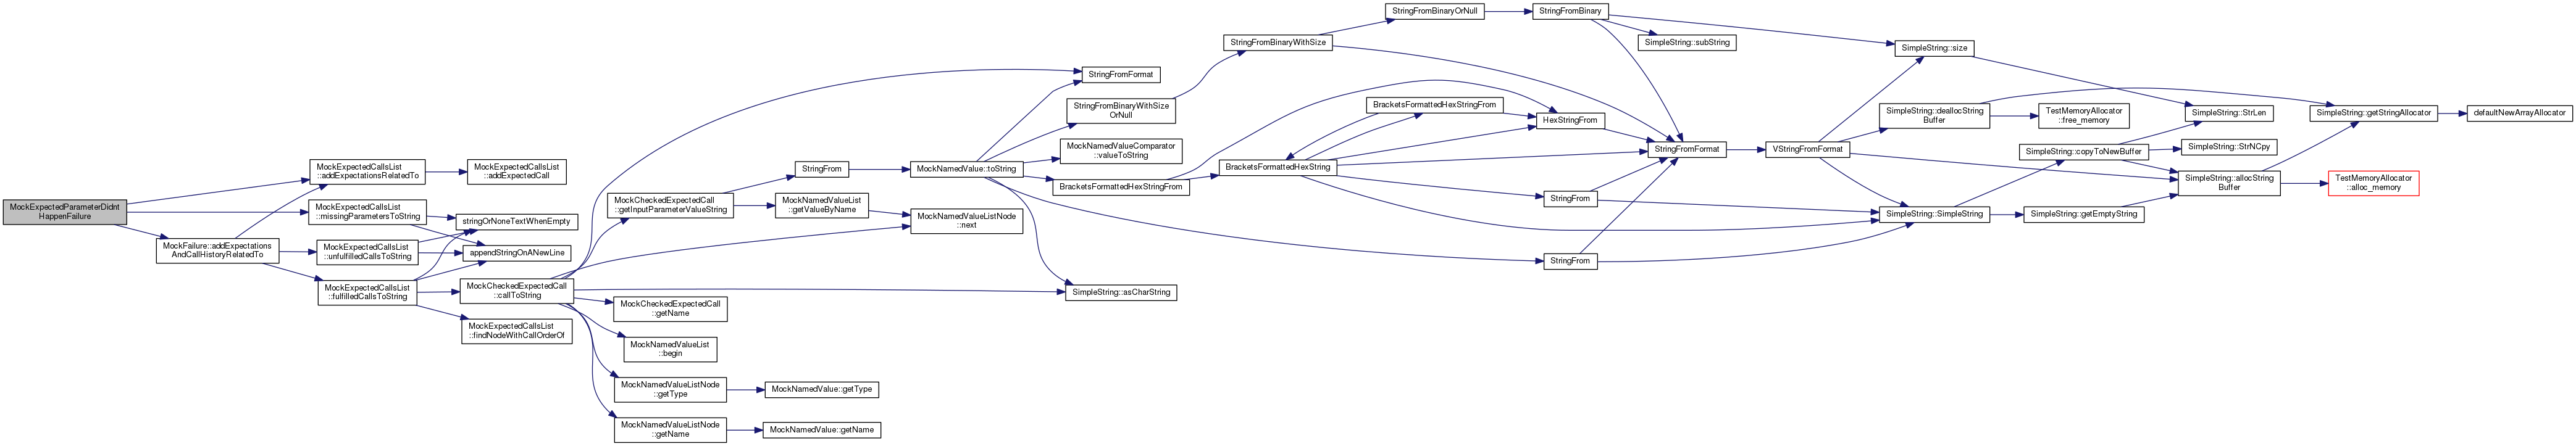 MockExpectedParameterDidnt
HappenFailure
MockExpectedCallsList
::addExpectationsRelatedTo
MockExpectedCallsList
::missingParametersToString
MockFailure::addExpectations
AndCallHistoryRelatedTo
MockExpectedCallsList
::unfulfilledCallsToString
MockExpectedCallsList
::fulfilledCallsToString
MockExpectedCallsList
::addExpectedCall
stringOrNoneTextWhenEmpty
appendStringOnANewLine
MockCheckedExpectedCall
::callToString
MockExpectedCallsList
::findNodeWithCallOrderOf
MockCheckedExpectedCall
::getInputParameterValueString
MockCheckedExpectedCall
::getName
MockNamedValueList
::begin
MockNamedValueListNode
::getType
MockNamedValueListNode
::getName
StringFrom
MockNamedValueList
::getValueByName
MockNamedValue::getType
MockNamedValue::getName
MockNamedValue::toString
MockNamedValueListNode
::next
StringFromFormat
StringFromBinaryWithSize
OrNull
MockNamedValueComparator
::valueToString
BracketsFormattedHexStringFrom
SimpleString::asCharString
StringFromBinaryWithSize
BracketsFormattedHexString
StringFromBinaryOrNull
BracketsFormattedHexStringFrom
StringFromBinary
HexStringFrom
StringFrom
StringFrom
SimpleString::subString
StringFromFormat
VStringFromFormat
SimpleString::size
SimpleString::deallocString
Buffer
SimpleString::SimpleString
TestMemoryAllocator
::free_memory
SimpleString::copyToNewBuffer
SimpleString::getEmptyString
SimpleString::StrLen
SimpleString::StrNCpy
SimpleString::allocString
Buffer
SimpleString::getStringAllocator
TestMemoryAllocator
::alloc_memory
defaultNewArrayAllocator